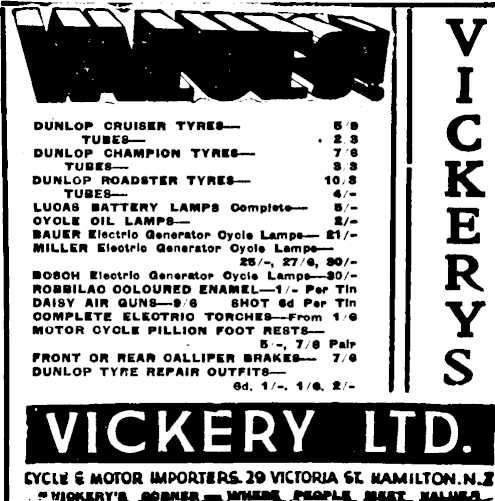 VALUES!
DUNLOP CRUISER TYRES— 5/9
TUBES— 2/3
DUNLOP CHAMPION TYRES— 7/6
TUBES— 3/3
DUNLOP ROADSTER TYRES— 10/3
TUBES— 4/-
LUCAS BATTERY LAMPS Complete— 5/-
CYCLE OIL LAMPS— 2/-
BAUER Electric Generator Cycle Lamps— 21/-
MILLER Electric Generator Cycle Lamps—
25/-, 27/6, 30/-
BOSCH Electric Generator Cycle Lamps—30/-
ROBBILAC COLOURED ENAMEL—1/- Per Tin
DAISY AIR GUNS—9/6 SHOT 6d Per Tin
COMPLETE ELECTRIC TORCHES—From 1/6
MOTOR CYCLE PILLION FOOT RESTS—
5/-, 7/6 Pair
FRONT OR REAR CALLIPER BRAKES— 7/6
DUNLOP TYRE REPAIR OUTFITS—
6d, 1/-, 1/6, 2/-
VICKERYS
VICKERY LTD.
CYCLE & MOTOR IMPORTERS. 29 VICTORIA ST. HAMILTON. N.Z
"VICKERY'S CORNER — WHERE PEOPLE MEET VALUES